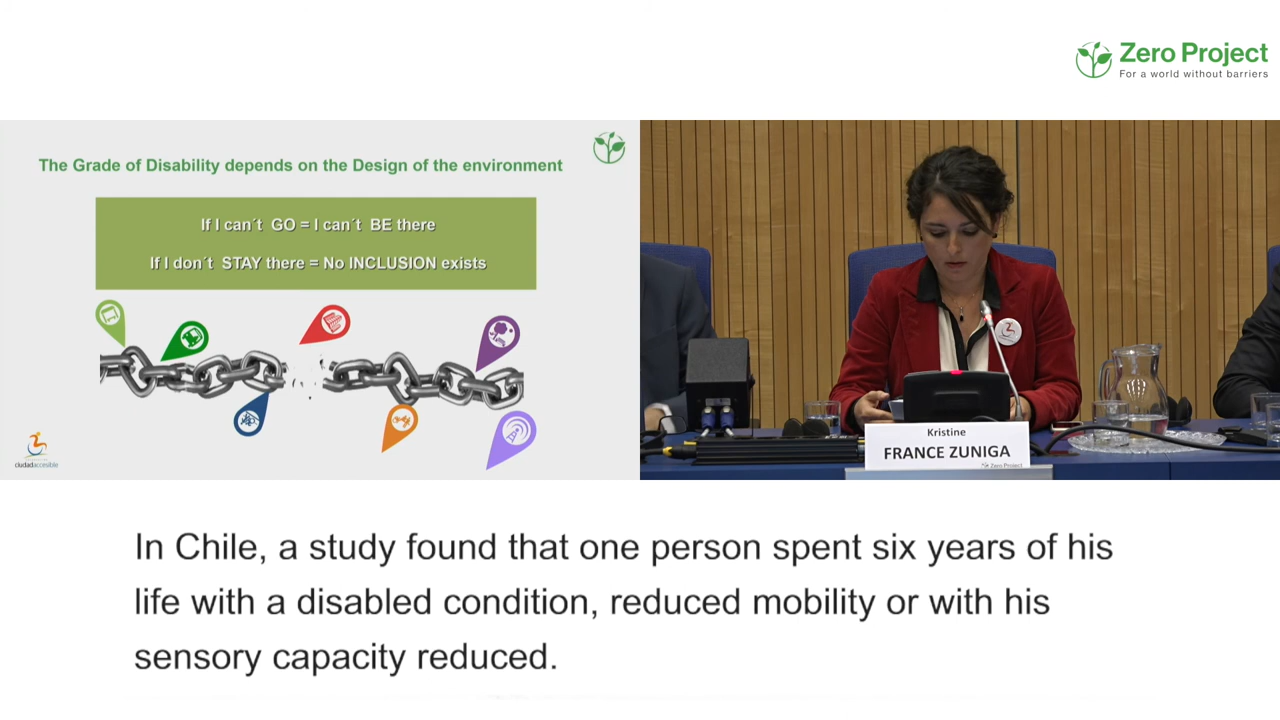 Zero Project
For a world without barriers
The Grade of Disability depends on the Design of the environment
If I can´t GO = I can´t BE there
If I don´t STAY there = No INCLUSION exists
ciudadaccesible
Kristine
FRANCE ZUNIGA
Zero Project
In Chile, a study found that one person spent six years of his
life with a disabled condition, reduced mobility or with his
sensory capacity reduced.